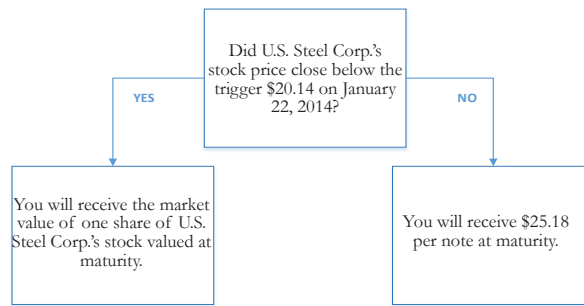 Did U.S. Steel Corp.'s
stock price close below the
trigger $20.14 on January
22, 2014?
YES
NO
You will receive the market
value of one share of U.S.
Steel Corp.'s stock valued at
maturity.
You will receive $25.18
per note at maturity.